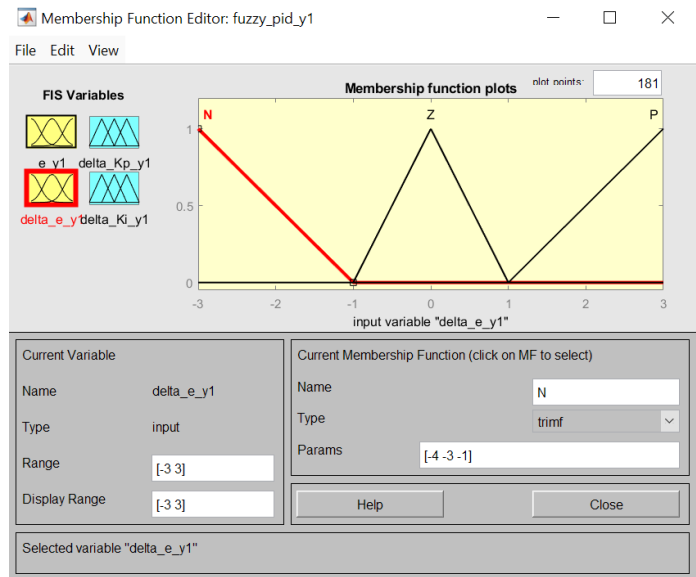 Membership Function Editor: fuzzy_pid_y1
File Edit View
FIS Variables
e_y1 delta_Kp_y1
delta_e_y1 delta_Ki_y1
Membership function plots
plot points:
181
N Z P
1
0.5
0
-3 -2 -1 0 1 2 3
input variable "delta_e_y1"
Current Variable
Name delta_e_y1
Type input
Range [-3 3]
Display Range [-3 3]
Current Membership Function (click on MF to select)
Name N
Type trimf
Params [-4 -3 -1]
Help Close
Selected variable "delta_e_y1"